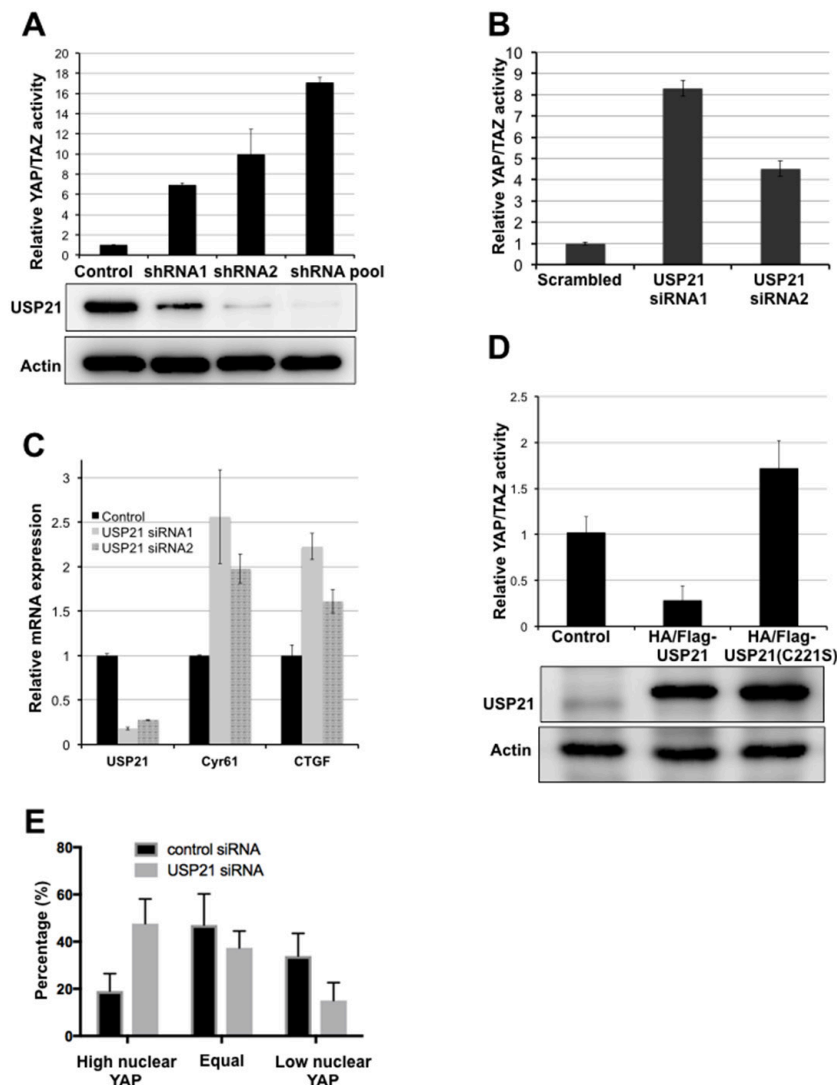 A
Relative YAP/TAZ activity
20
18
16
14
12
10
8
6
4
2
0
Control shRNA1 shRNA2 shRNA pool
USP21
Actin
B
Relative YAP/TAZ activity
10
9
8
7
6
5
4
3
2
1
0
Scrambled USP21 siRNA1 USP21 siRNA2
C
Relative mRNA expression
3
2.5
2
1.5
1
0.5
0
Control
USP21 siRNA1
USP21 siRNA2
USP21 Cyr61 CTGF
D
Relative YAP/TAZ activity
2.5
2
1.5
1
0.5
0
Control HA/Flag-USP21 HA/Flag-USP21(C221S)
USP21
Actin
E
Percentage (%)
80
60
40
20
0
control siRNA
USP21 siRNA
High nuclear YAP Equal Low nuclear YAP